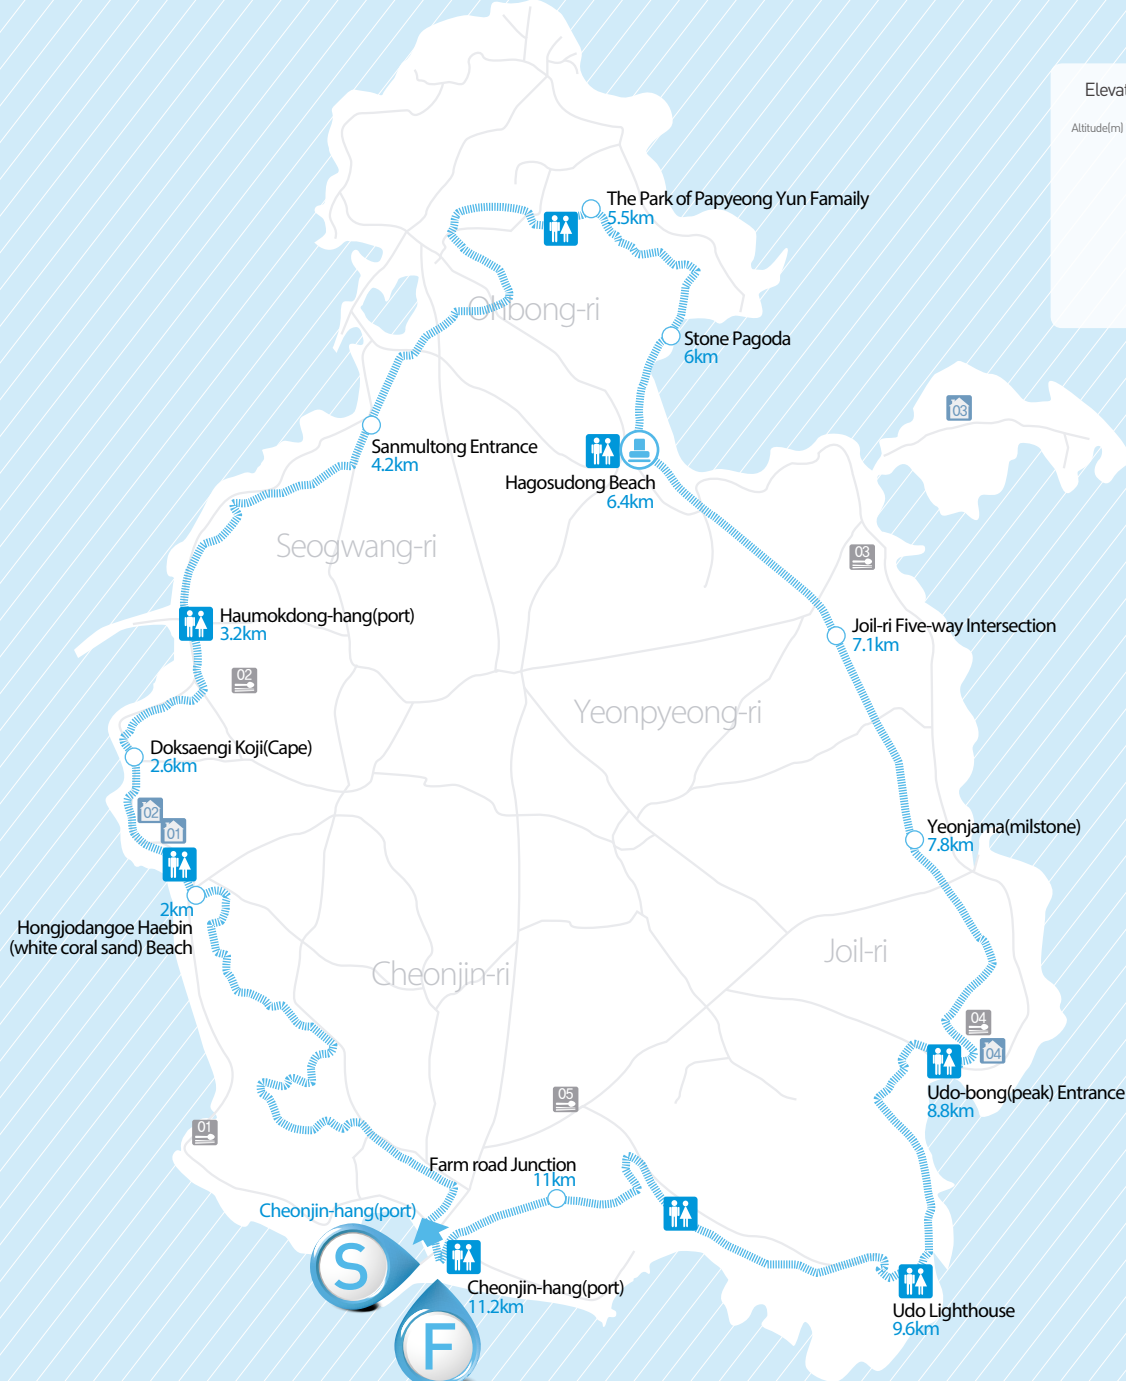 Elevat
Altitude(m)
The Park of Papyeong Yun Famaily
5.5km
Ohbong-ri
Stone Pagoda
6km
03
Sanmultong Entrance
4.2km
Hagosudong Beach
6.4km
Seogwang-ri
03
Haumokdong-hang(port)
3.2km
Joil-ri Five-way Intersection
7.1km
02
Yeonpyeong-ri
Doksaengi Koji(Cape)
2.6km
02
01
Yeonjama(milstone)
7.8km
2km
Hongjodangoe Haebin
(white coral sand) Beach
Joil-ri
Cheonjin-ri
04
04
Udo-bong(peak) Entrance
8.8km
05
01
Farm road Junction
11km
Cheonjin-hang(port)
S
Cheonjin-hang(port)
11.2km
Udo Lighthouse
9.6km
F